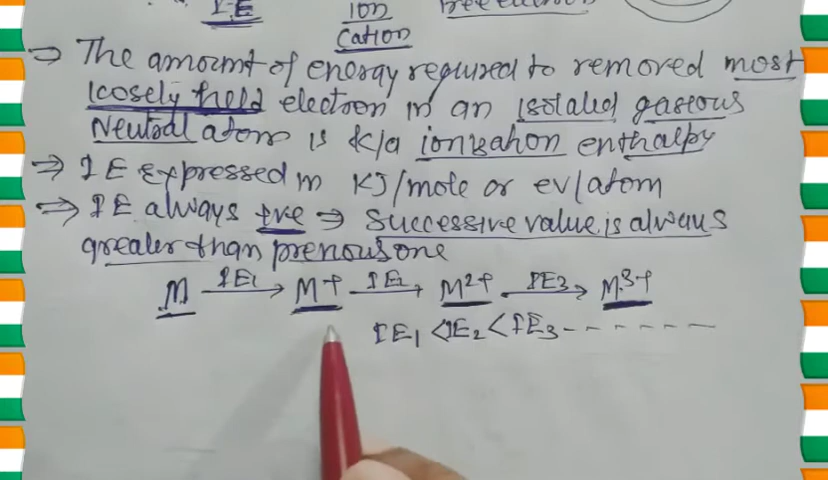 I.E ion
Cation
⇒ The amount of energy required to removed most
loosely held electron in an isolated gaseous
Neutral atom is k/a ionization enthalpy
⇒ IE expressed in KJ/mole or ev/atom
⇒ IE always +ve ⇒ Successive value is always
greater than previous one
M IE1→ M+ IE2→ M2+ IE3→ M3+
IE1 < IE2 < IE3 - - - - - -